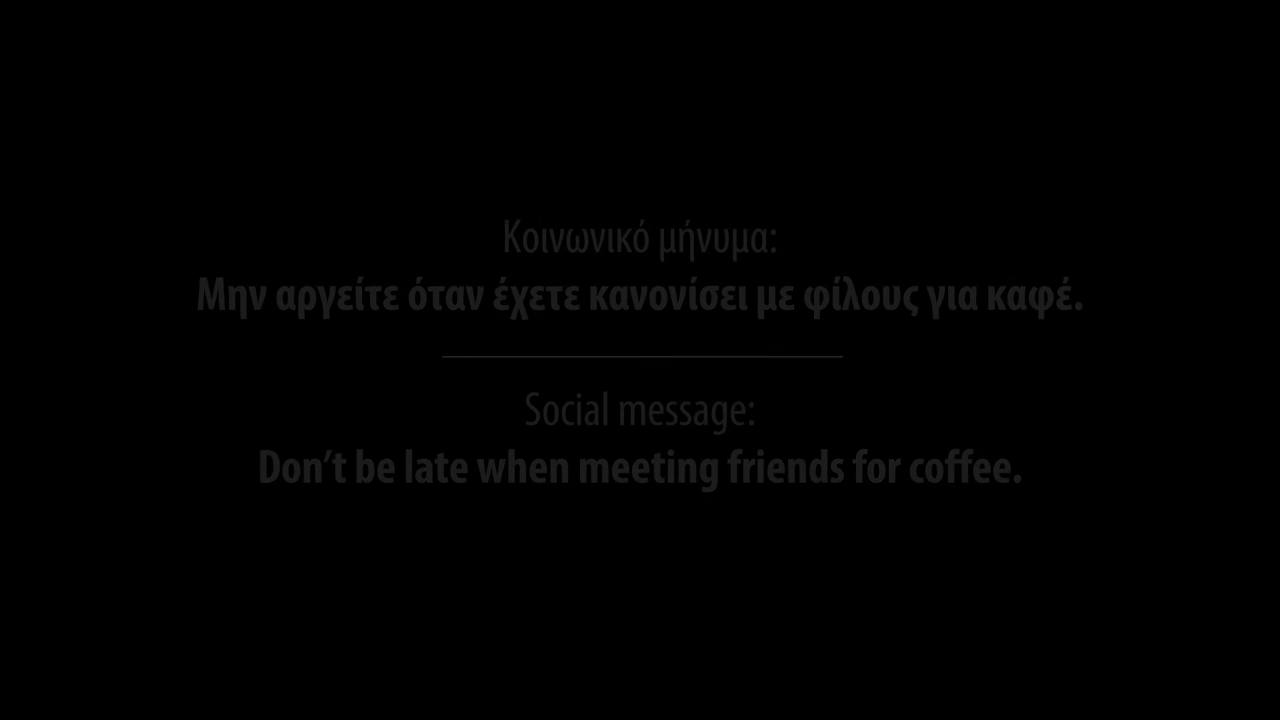 Κοινωνικό μήνυμα:
Μην αργείτε όταν έχετε κανονίσει με φίλους για καφέ.
Social message:
Don’t be late when meeting friends for coffee.